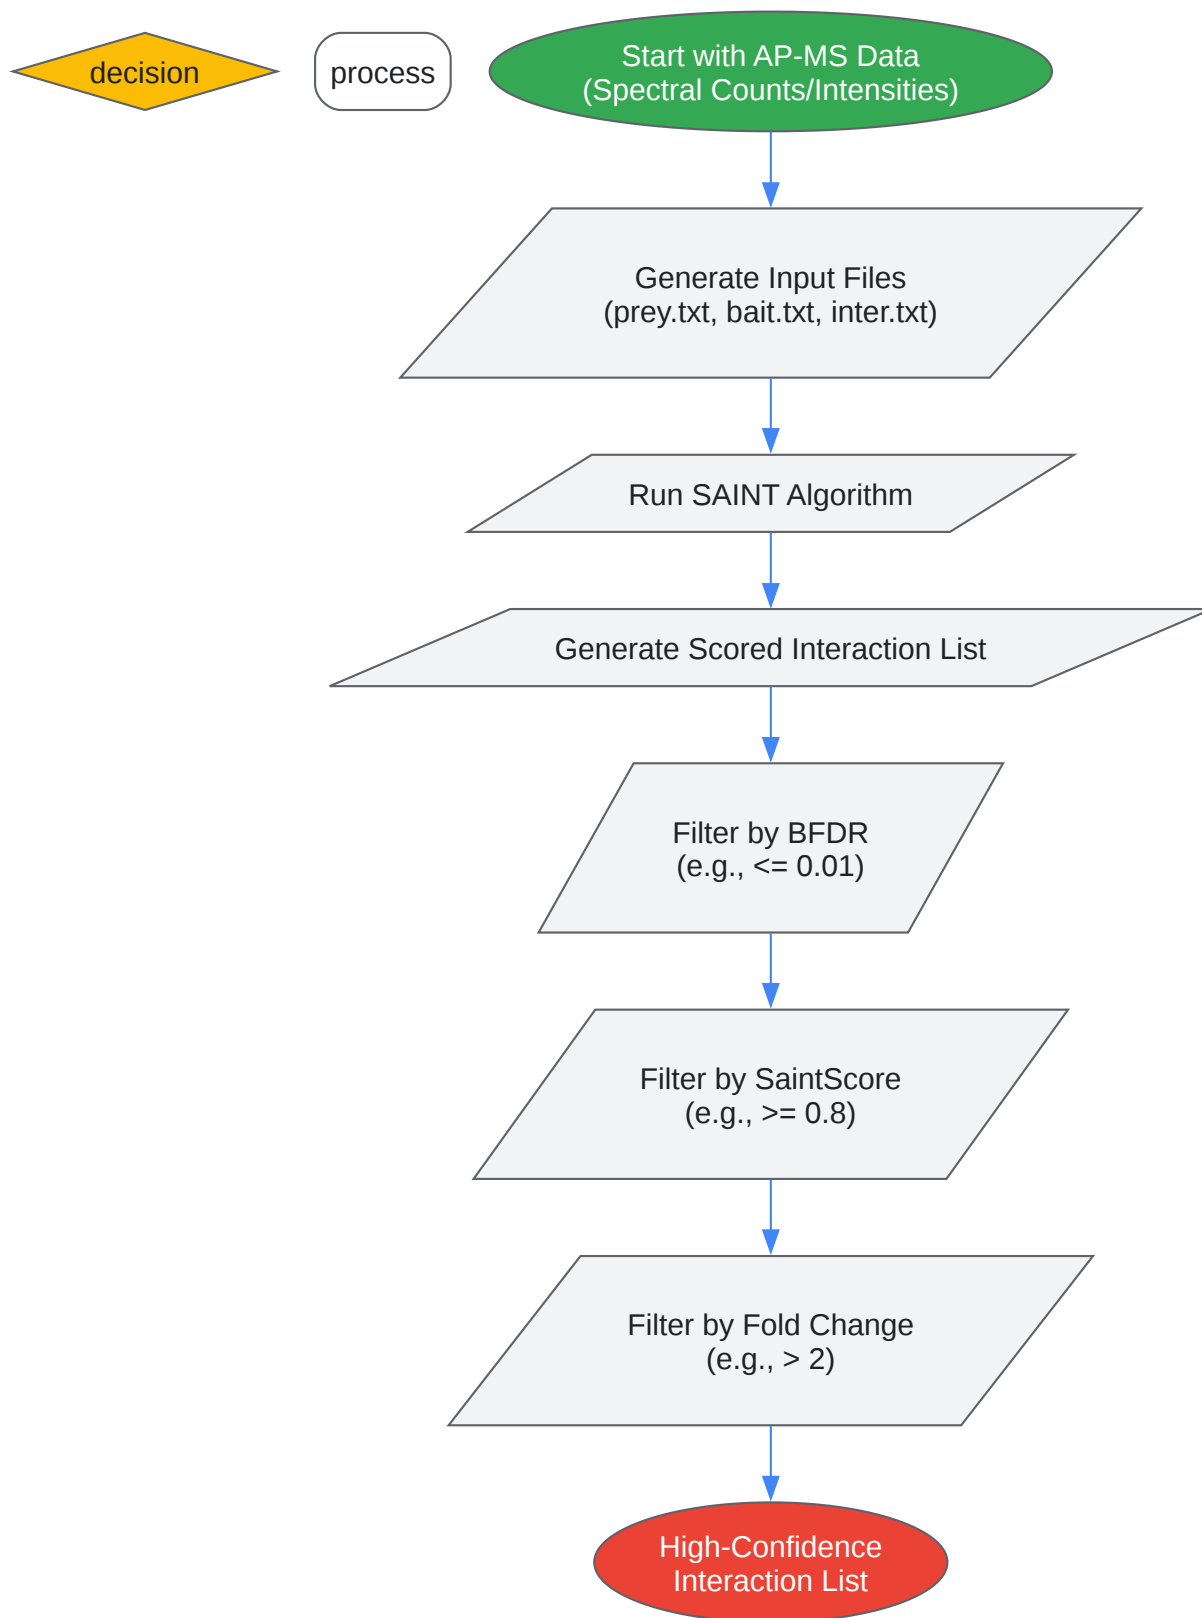 decision
process
Start with AP-MS Data
(Spectral Counts/Intensities)
Generate Input Files
(prey.txt, bait.txt, inter.txt)
Run SAINT Algorithm
Generate Scored Interaction List
Filter by BFDR
(e.g., <= 0.01)
Filter by SaintScore
(e.g., >= 0.8)
Filter by Fold Change
(e.g., > 2)
High-Confidence
Interaction List